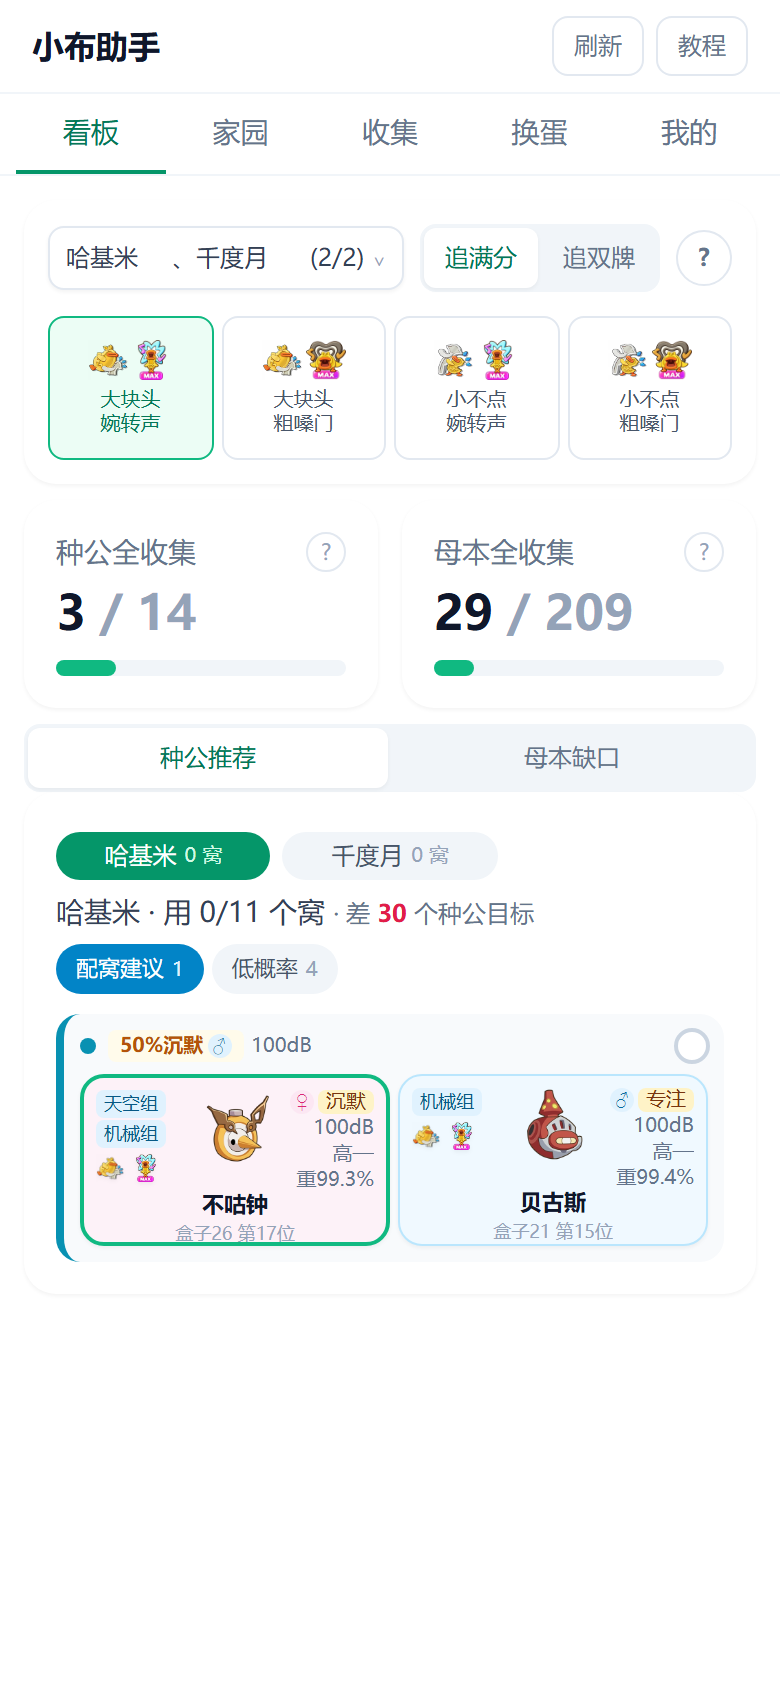 小布助手
刷新
教程
看板
家园
收集
换蛋
我的
哈基米 、千度月 (2/2)
追满分
追双牌
?
MAX
大块头
婉转声
MAX
大块头
粗嗓门
MAX
小不点
婉转声
MAX
小不点
粗嗓门
种公全收集 ?
3 / 14
母本全收集 ?
29 / 209
种公推荐
母本缺口
哈基米 0 窝
千度月 0 窝
哈基米 · 用 0/11 个窝 · 差 30 个种公目标
配窝建议 1
低概率 4
50%沉默 ♂ 100dB
天空组
机械组
MAX
♀ 沉默
100dB
高—
重99.3%
不咕钟
盒子26 第17位
机械组
MAX
♂ 专注
100dB
高—
重99.4%
贝古斯
盒子21 第15位